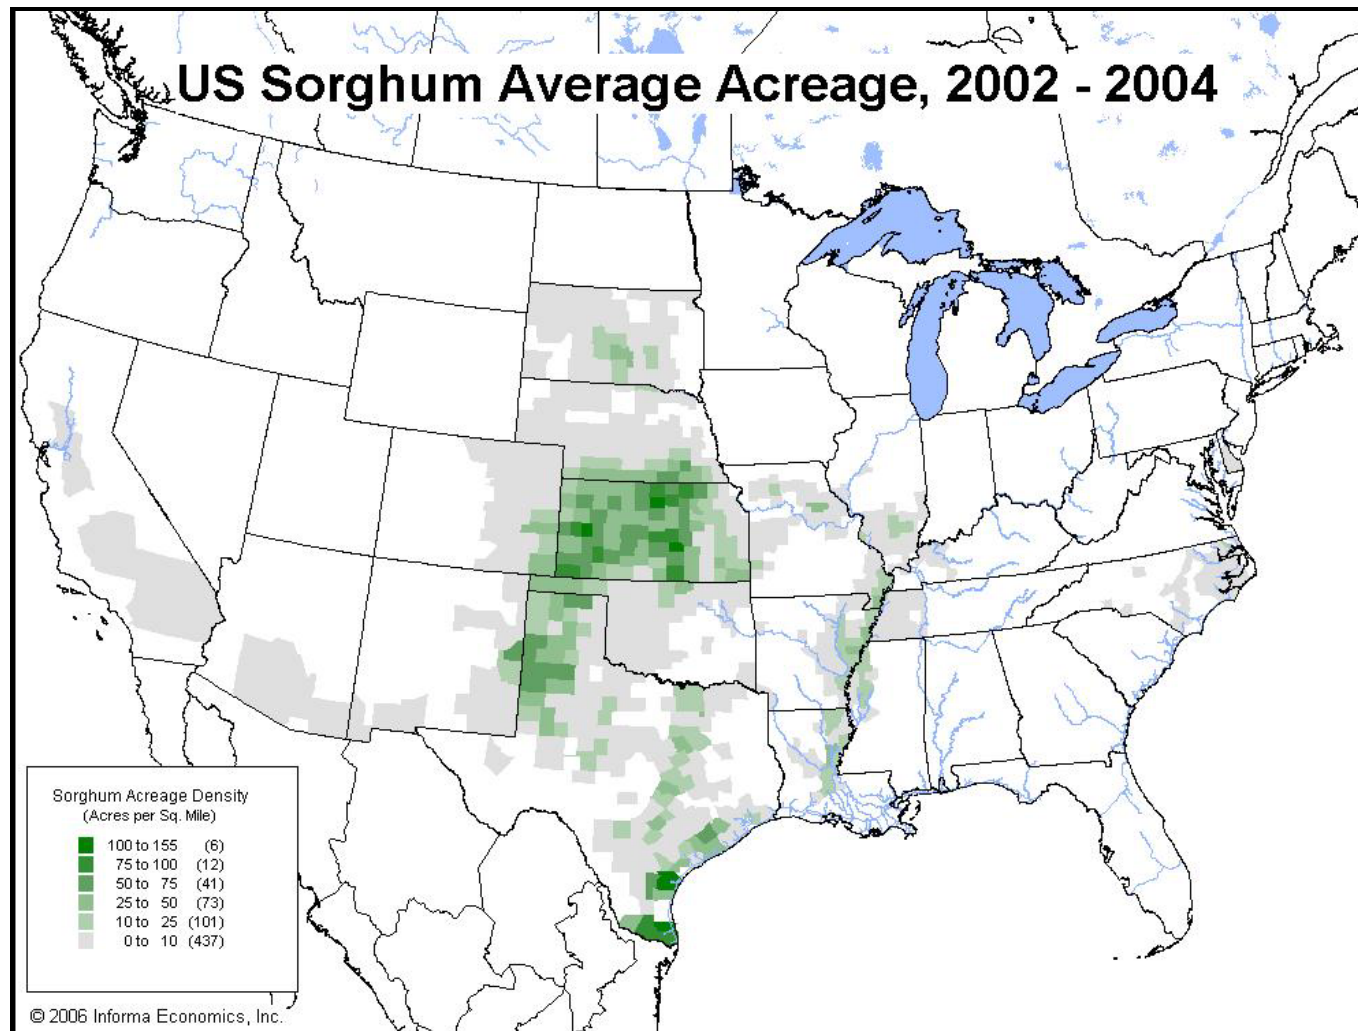 US Sorghum Average Acreage, 2002 - 2004
Sorghum Acreage Density
(Acres per Sq. Mile)
100 to 155 (6)
75 to 100 (12)
50 to 75 (41)
25 to 50 (73)
10 to 25 (101)
0 to 10 (437)
© 2006 Informa Economics, Inc.